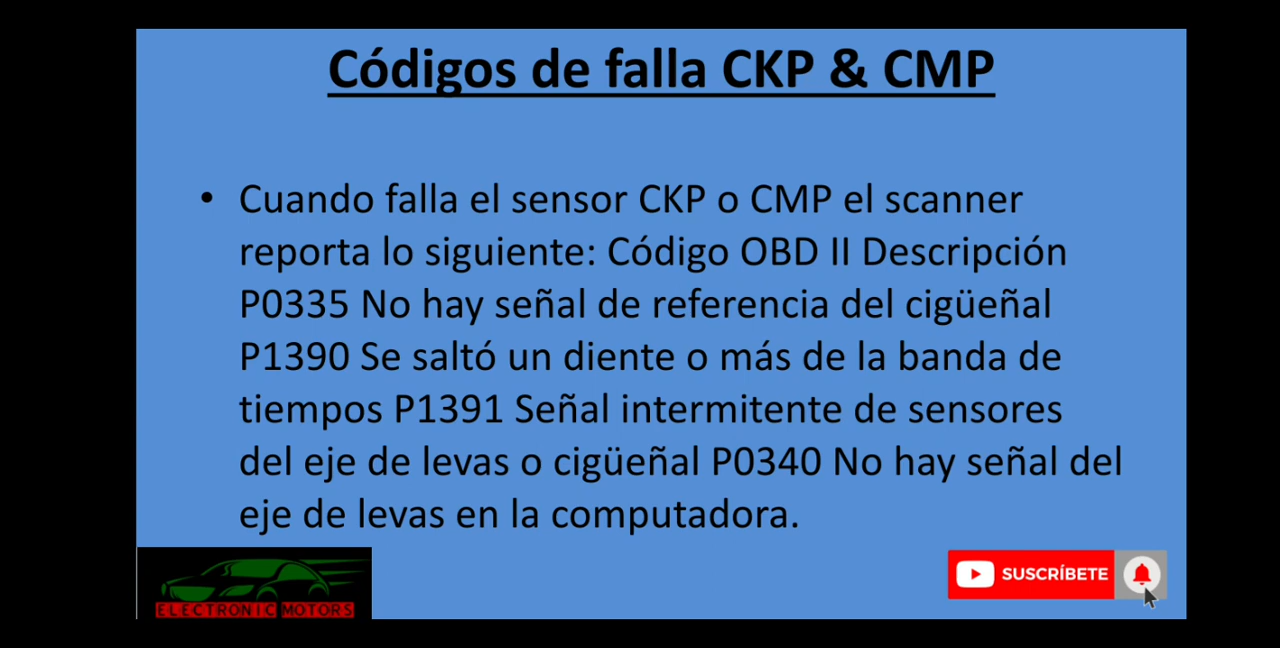 Códigos de falla CKP & CMP
• Cuando falla el sensor CKP o CMP el scanner
reporta lo siguiente: Código OBD II Descripción
P0335 No hay señal de referencia del cigüeñal
P1390 Se saltó un diente o más de la banda de
tiempos P1391 Señal intermitente de sensores
del eje de levas o cigüeñal P0340 No hay señal del
eje de levas en la computadora.
ELECTRONIC MOTORS
SUSCRÍBETE